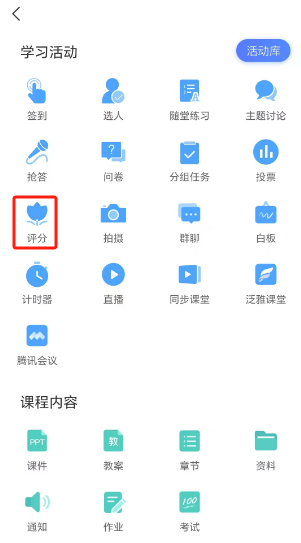 学习活动
活动库
签到 选人 随堂练习 主题讨论
抢答 问卷 分组任务 投票
评分 拍摄 群聊 白板
计时器 直播 同步课堂 泛雅课堂
腾讯会议
课程内容
PPT 教
课件 教案 章节 资料
100
通知 作业 考试